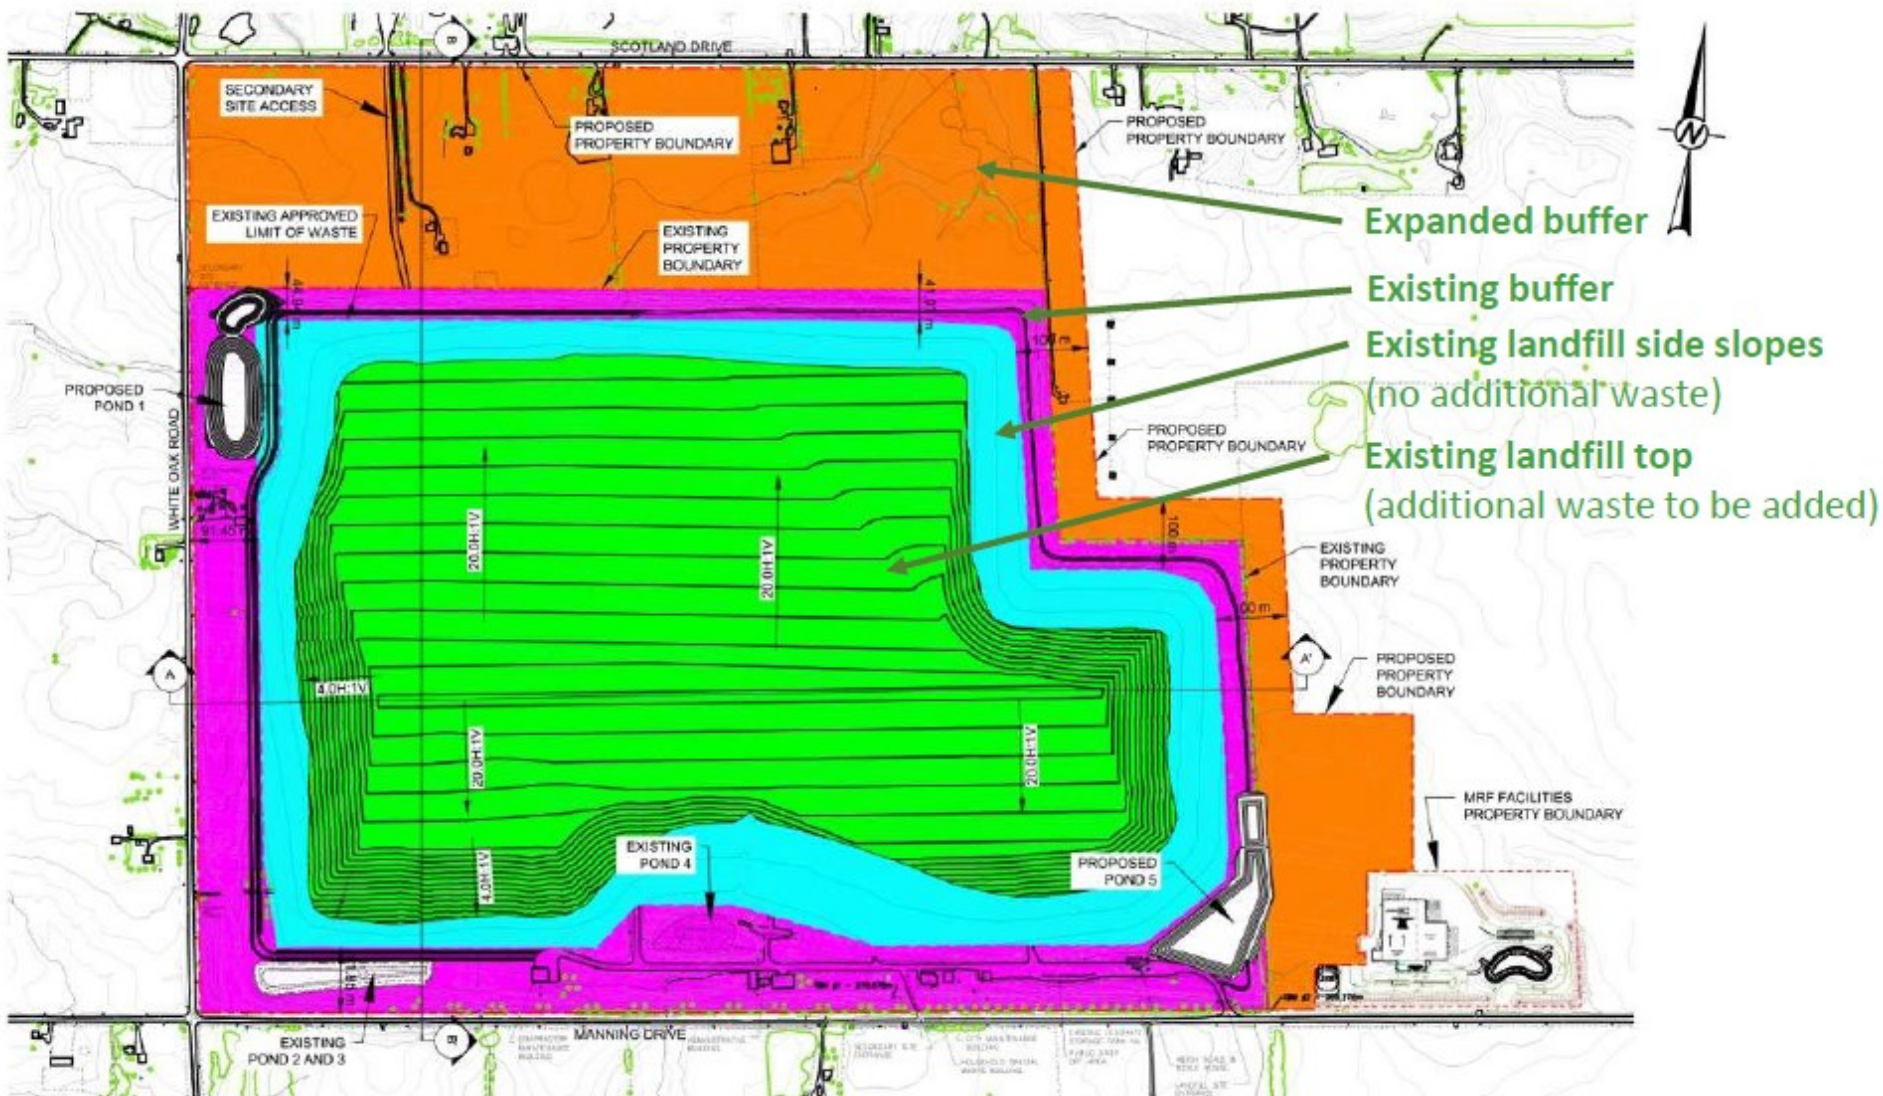 SCOTLAND DRIVE
B
SECONDARY
SITE ACCESS
PROPOSED
PROPERTY BOUNDARY
PROPOSED
PROPERTY BOUNDARY
N
Expanded buffer
EXISTING APPROVED
LIMIT OF WASTE
EXISTING
PROPERTY
BOUNDARY
Existing buffer
Existing landfill side slopes
(no additional waste)
100 m
PROPOSED
POND 1
WHITE OAK ROAD
PROPOSED
PROPERTY BOUNDARY
Existing landfill top
(additional waste to be added)
20.0H:1V
20.0H:1V
100 m
EXISTING
PROPERTY
BOUNDARY
A
A'
4.0H:1V
PROPOSED
PROPERTY
BOUNDARY
20.0H:1V
20.0H:1V
MRF FACILITIES
PROPERTY BOUNDARY
4.0H:1V
EXISTING
POND 4
PROPOSED
POND 5
MANNING DRIVE
EXISTING
POND 2 AND 3
B'